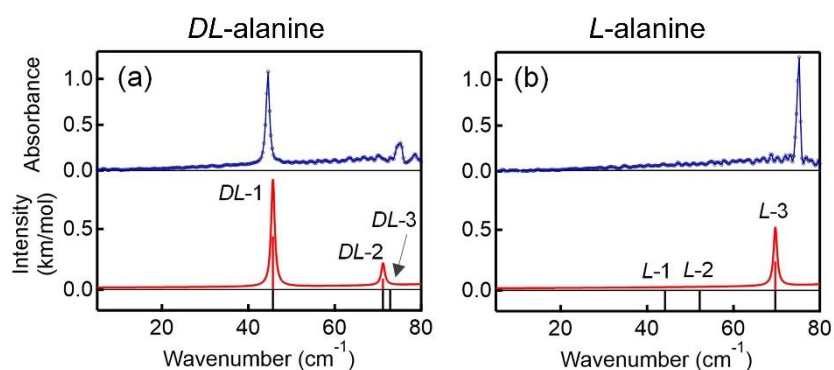 DL-alanine
L-alanine
(a)
(b)
Absorbance
1.0
0.5
0.0
1.0
0.5
0.0
Intensity
(km/mol)
0.5
0.0
0.5
0.0
DL-1
DL-2
DL-3
L-1
L-2
L-3
20 40 60 80
20 40 60 80
Wavenumber (cm⁻¹)
Wavenumber (cm⁻¹)